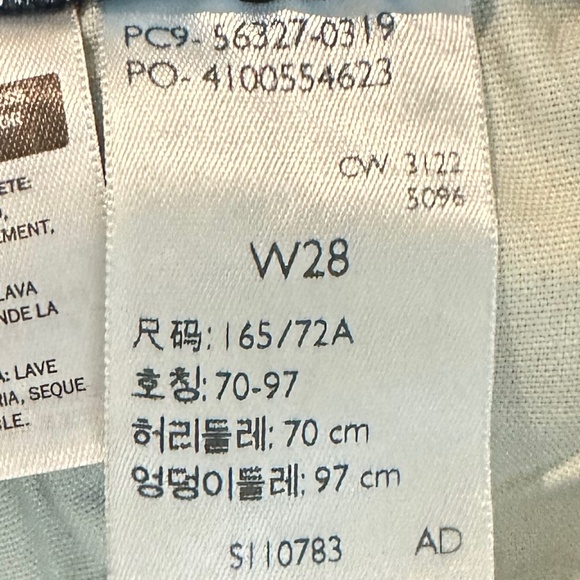 PC9-56327-0319
PO-4100554623
CW 3122
5096
W28
尺码: 165/72A
호칭: 70-97
허리둘레: 70 cm
엉덩이둘레: 97 cm
S110783 AD
ETE:
MENT,
LAVA
NDE LA
A: LAVE
RIA, SEQUE
LE.